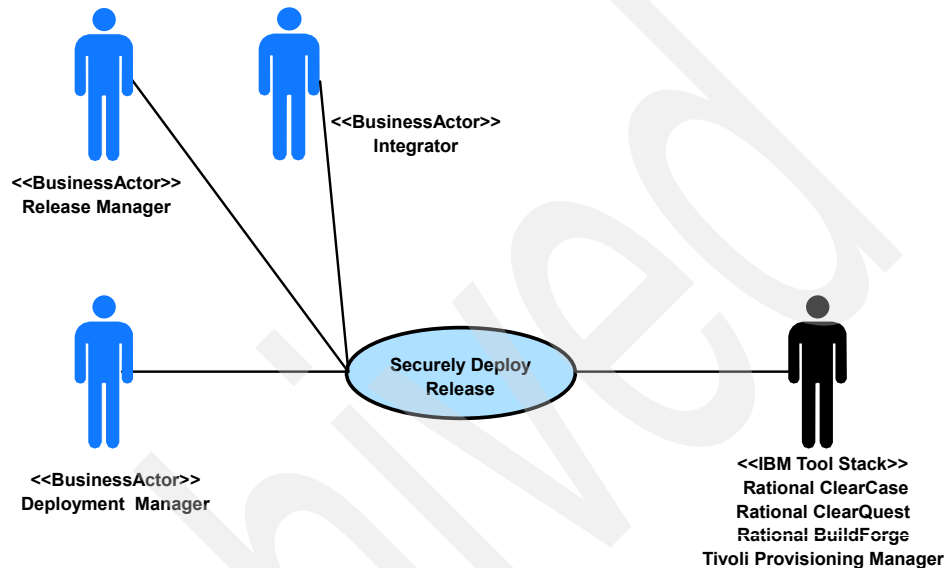 <<BusinessActor>>
Integrator
<<BusinessActor>>
Release Manager
Securely Deploy
Release
<<BusinessActor>>
Deployment Manager
<<IBM Tool Stack>>
Rational ClearCase
Rational ClearQuest
Rational BuildForge
Tivoli Provisioning Manager
hived